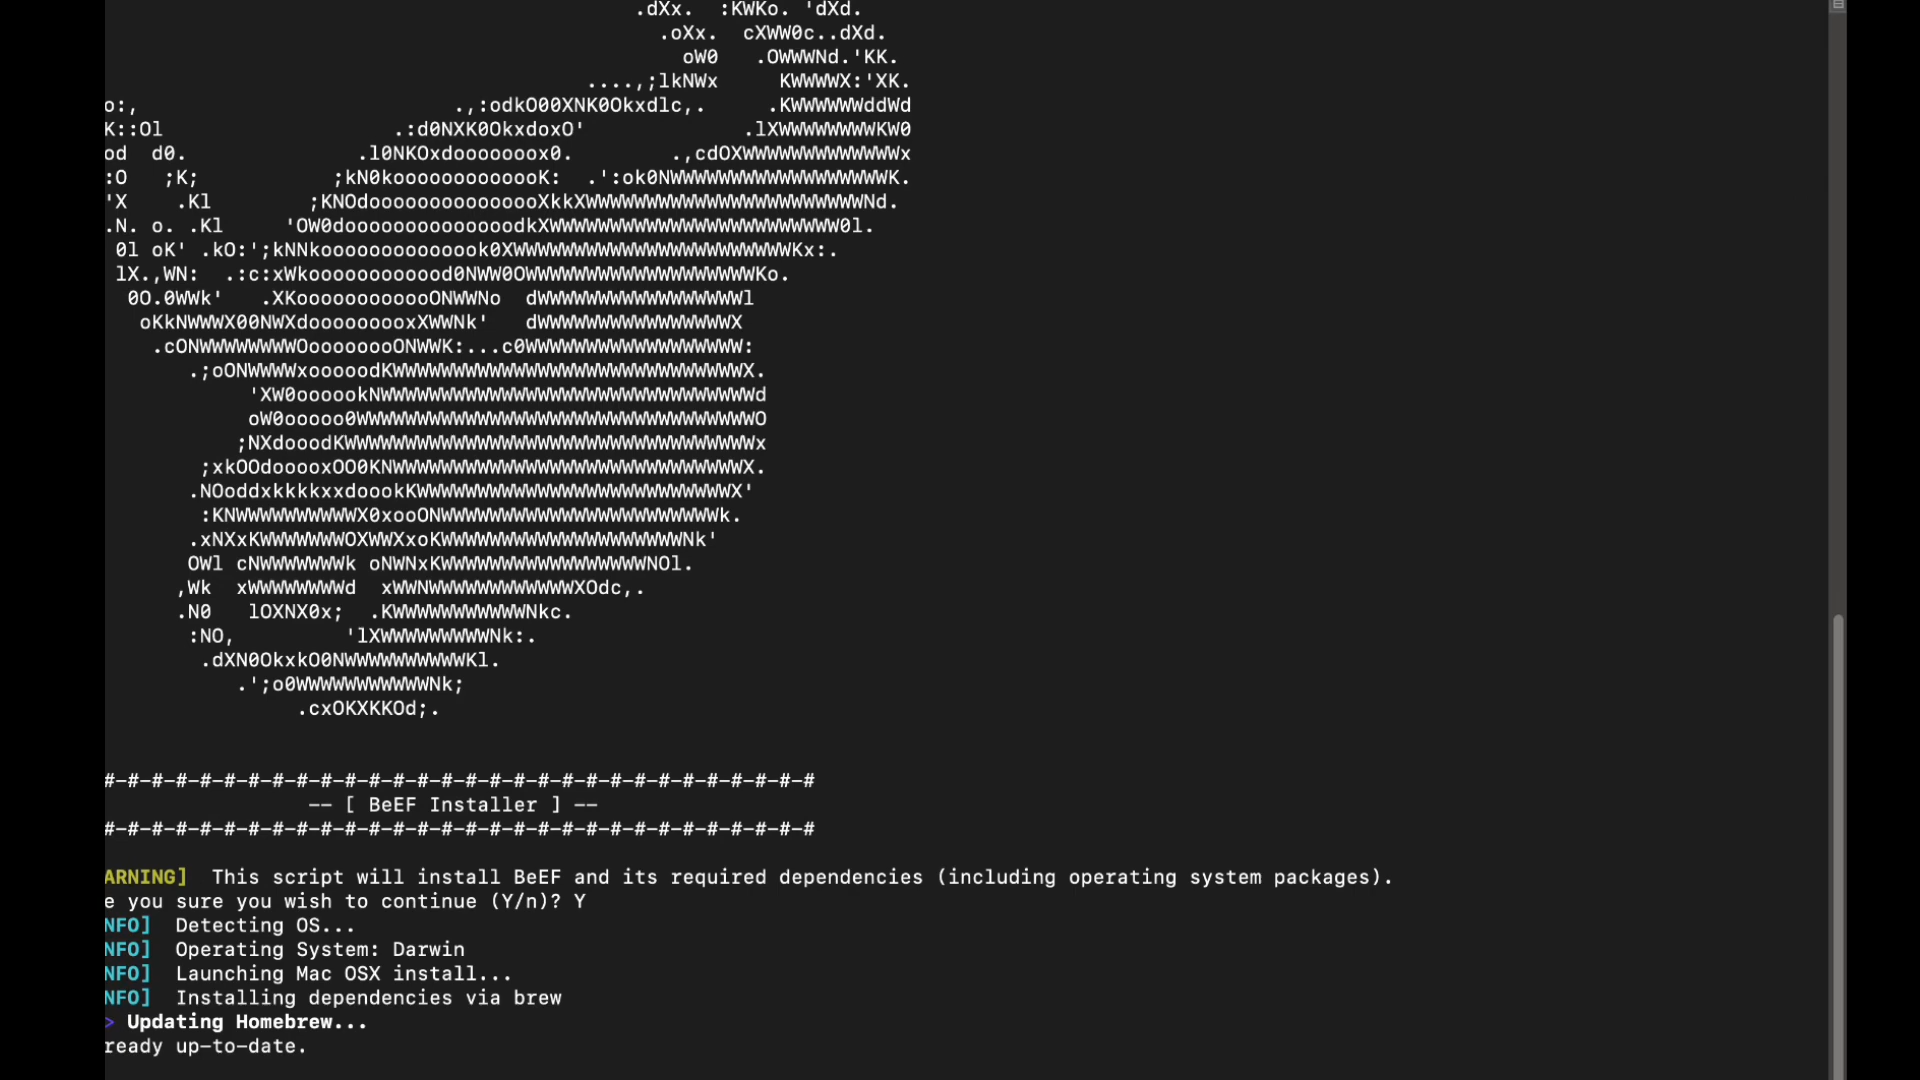 #-#-#-#-#-#-#-#-#-#-#-#-#-#-#-#-#-#-#-#-#-#-#-#-#-#-#-#-#-#
-- [ BeEF Installer ] --
#-#-#-#-#-#-#-#-#-#-#-#-#-#-#-#-#-#-#-#-#-#-#-#-#-#-#-#-#-#
ARNING]  This script will install BeEF and its required dependencies (including operating system packages).
e you sure you wish to continue (Y/n)? Y
NFO]  Detecting OS...
NFO]  Operating System: Darwin
NFO]  Launching Mac OSX install...
NFO]  Installing dependencies via brew
> Updating Homebrew...
ready up-to-date.